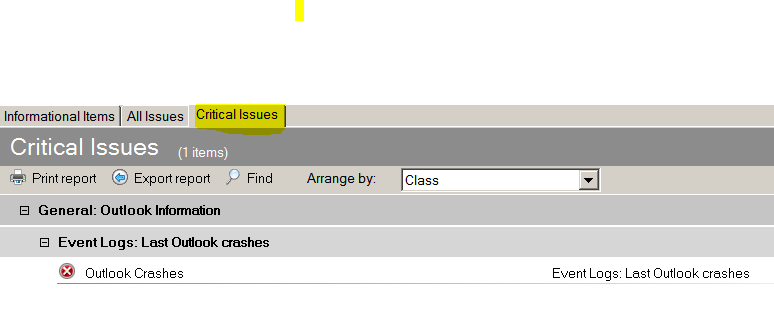 Informational Items All Issues Critical Issues
Critical Issues (1 items)
Print report Export report Find Arrange by: Class
General: Outlook Information
Event Logs: Last Outlook crashes
Outlook Crashes Event Logs: Last Outlook crashes